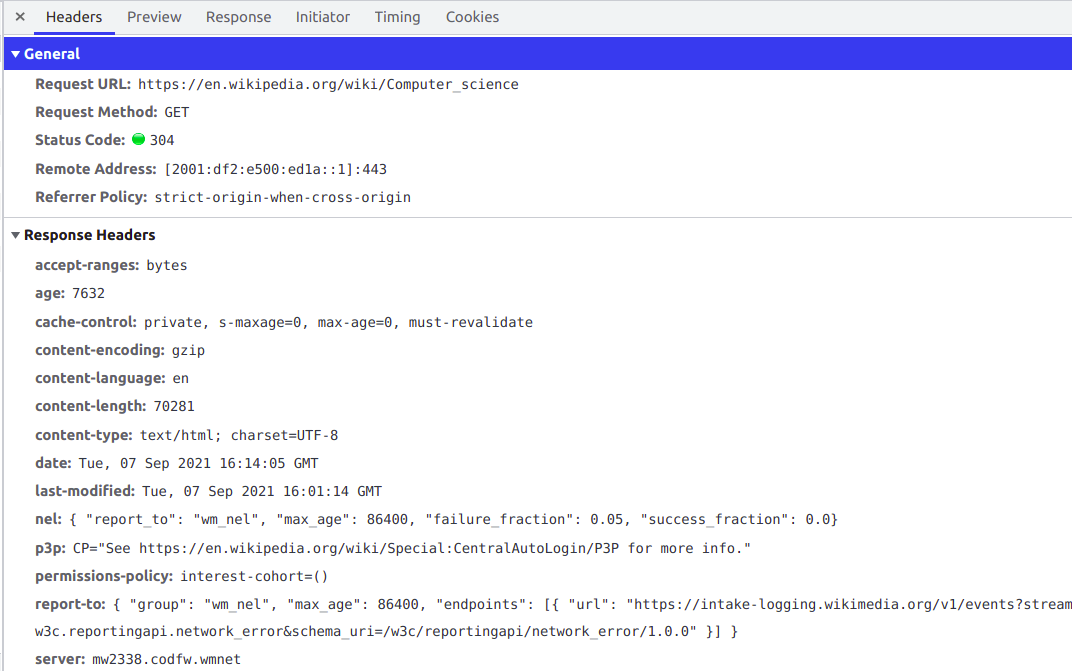 ✕ Headers Preview Response Initiator Timing Cookies
▼ General
Request URL: https://en.wikipedia.org/wiki/Computer_science
Request Method: GET
Status Code: 304
Remote Address: [2001:df2:e500:ed1a::1]:443
Referrer Policy: strict-origin-when-cross-origin
▼ Response Headers
accept-ranges: bytes
age: 7632
cache-control: private, s-maxage=0, max-age=0, must-revalidate
content-encoding: gzip
content-language: en
content-length: 70281
content-type: text/html; charset=UTF-8
date: Tue, 07 Sep 2021 16:14:05 GMT
last-modified: Tue, 07 Sep 2021 16:01:14 GMT
nel: { "report_to": "wm_nel", "max_age": 86400, "failure_fraction": 0.05, "success_fraction": 0.0}
p3p: CP="See https://en.wikipedia.org/wiki/Special:CentralAutoLogin/P3P for more info."
permissions-policy: interest-cohort=()
report-to: { "group": "wm_nel", "max_age": 86400, "endpoints": [{ "url": "https://intake-logging.wikimedia.org/v1/events?stream
w3c.reportingapi.network_error&schema_uri=/w3c/reportingapi/network_error/1.0.0" }] }
server: mw2338.codfw.wmnet